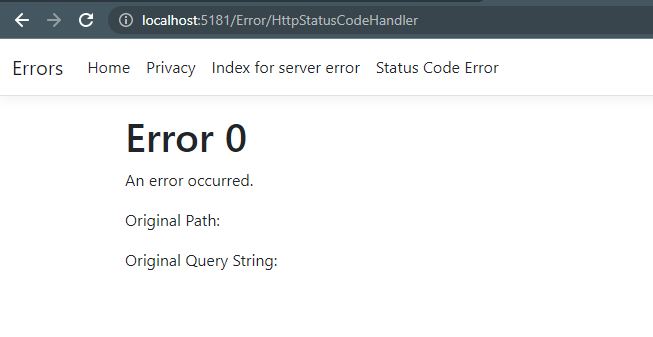 localhost:5181/Error/HttpStatusCodeHandler
Errors Home Privacy Index for server error Status Code Error
Error 0
An error occurred.
Original Path:
Original Query String: